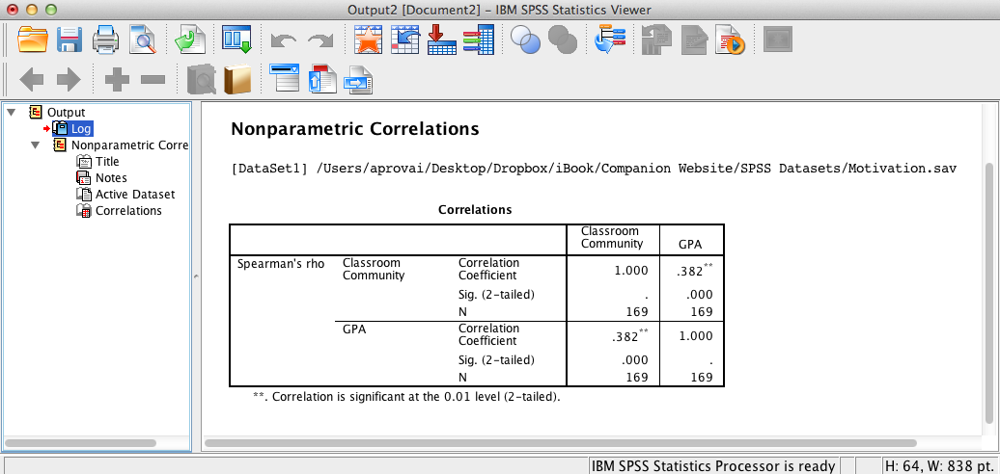 Output2 [Document2] – IBM SPSS Statistics Viewer
Output
Log
Nonparametric Corre
Title
Notes
Active Dataset
Correlations
Nonparametric Correlations
[DataSet1] /Users/aprovai/Desktop/Dropbox/iBook/Companion Website/SPSS Datasets/Motivation.sav
Correlations
Classroom Community GPA
Spearman's rho Classroom Community Correlation Coefficient 1.000 .382**
Sig. (2-tailed) . .000
N 169 169
GPA Correlation Coefficient .382** 1.000
Sig. (2-tailed) .000 .
N 169 169
**. Correlation is significant at the 0.01 level (2-tailed).
IBM SPSS Statistics Processor is ready H: 64, W: 838 pt.